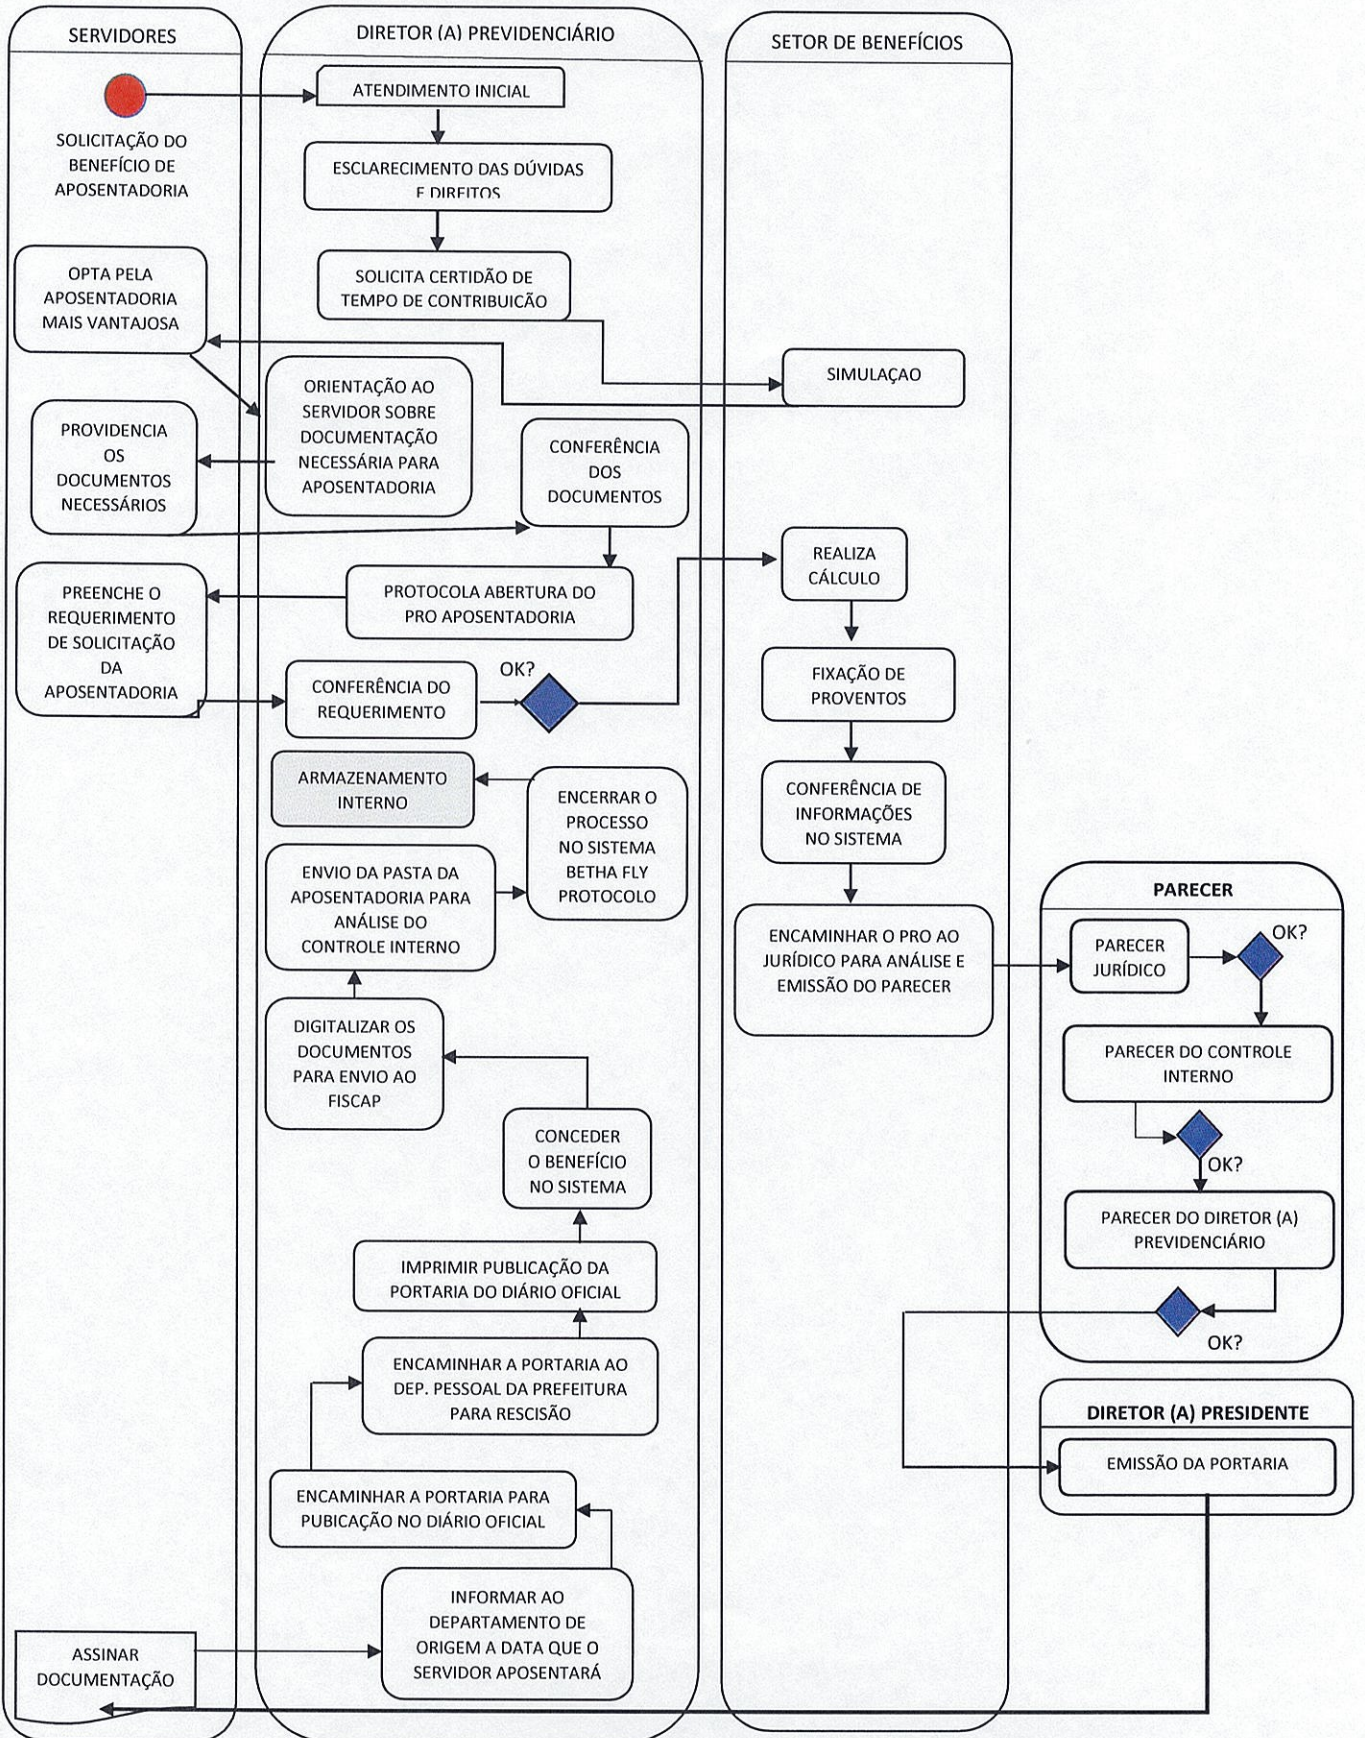 SERVIDORES
SOLICITAÇÃO DO
BENEFÍCIO DE
APOSENTADORIA
OPTA PELA
APOSENTADORIA
MAIS VANTAJOSA
PROVIDENCIA
OS
DOCUMENTOS
NECESSÁRIOS
PREENCHE O
REQUERIMENTO
DE SOLICITAÇÃO
DA
APOSENTADORIA
ASSINAR
DOCUMENTAÇÃO
DIRETOR (A) PREVIDENCIÁRIO
ATENDIMENTO INICIAL
ESCLARECIMENTO DAS DÚVIDAS
E DIREITOS
SOLICITA CERTIDÃO DE
TEMPO DE CONTRIBUICÃO
ORIENTAÇÃO AO
SERVIDOR SOBRE
DOCUMENTAÇÃO
NECESSÁRIA PARA
APOSENTADORIA
CONFERÊNCIA
DOS
DOCUMENTOS
PROTOCOLA ABERTURA DO
PRO APOSENTADORIA
CONFERÊNCIA DO
REQUERIMENTO
OK?
ARMAZENAMENTO
INTERNO
ENCERRAR O
PROCESSO
NO SISTEMA
BETHA FLY
PROTOCOLO
ENVIO DA PASTA DA
APOSENTADORIA PARA
ANÁLISE DO
CONTROLE INTERNO
DIGITALIZAR OS
DOCUMENTOS
PARA ENVIO AO
FISCAP
CONCEDER
O BENEFÍCIO
NO SISTEMA
IMPRIMIR PUBLICAÇÃO DA
PORTARIA DO DIÁRIO OFICIAL
ENCAMINHAR A PORTARIA AO
DEP. PESSOAL DA PREFEITURA
PARA RESCISÃO
ENCAMINHAR A PORTARIA PARA
PUBICAÇÃO NO DIÁRIO OFICIAL
INFORMAR AO
DEPARTAMENTO DE
ORIGEM A DATA QUE O
SERVIDOR APOSENTARÁ
SETOR DE BENEFÍCIOS
SIMULAÇAO
REALIZA
CÁLCULO
FIXAÇÃO DE
PROVENTOS
CONFERÊNCIA DE
INFORMAÇÕES
NO SISTEMA
ENCAMINHAR O PRO AO
JURÍDICO PARA ANÁLISE E
EMISSÃO DO PARECER
PARECER
PARECER
JURÍDICO
OK?
PARECER DO CONTROLE
INTERNO
OK?
PARECER DO DIRETOR (A)
PREVIDENCIÁRIO
OK?
DIRETOR (A) PRESIDENTE
EMISSÃO DA PORTARIA